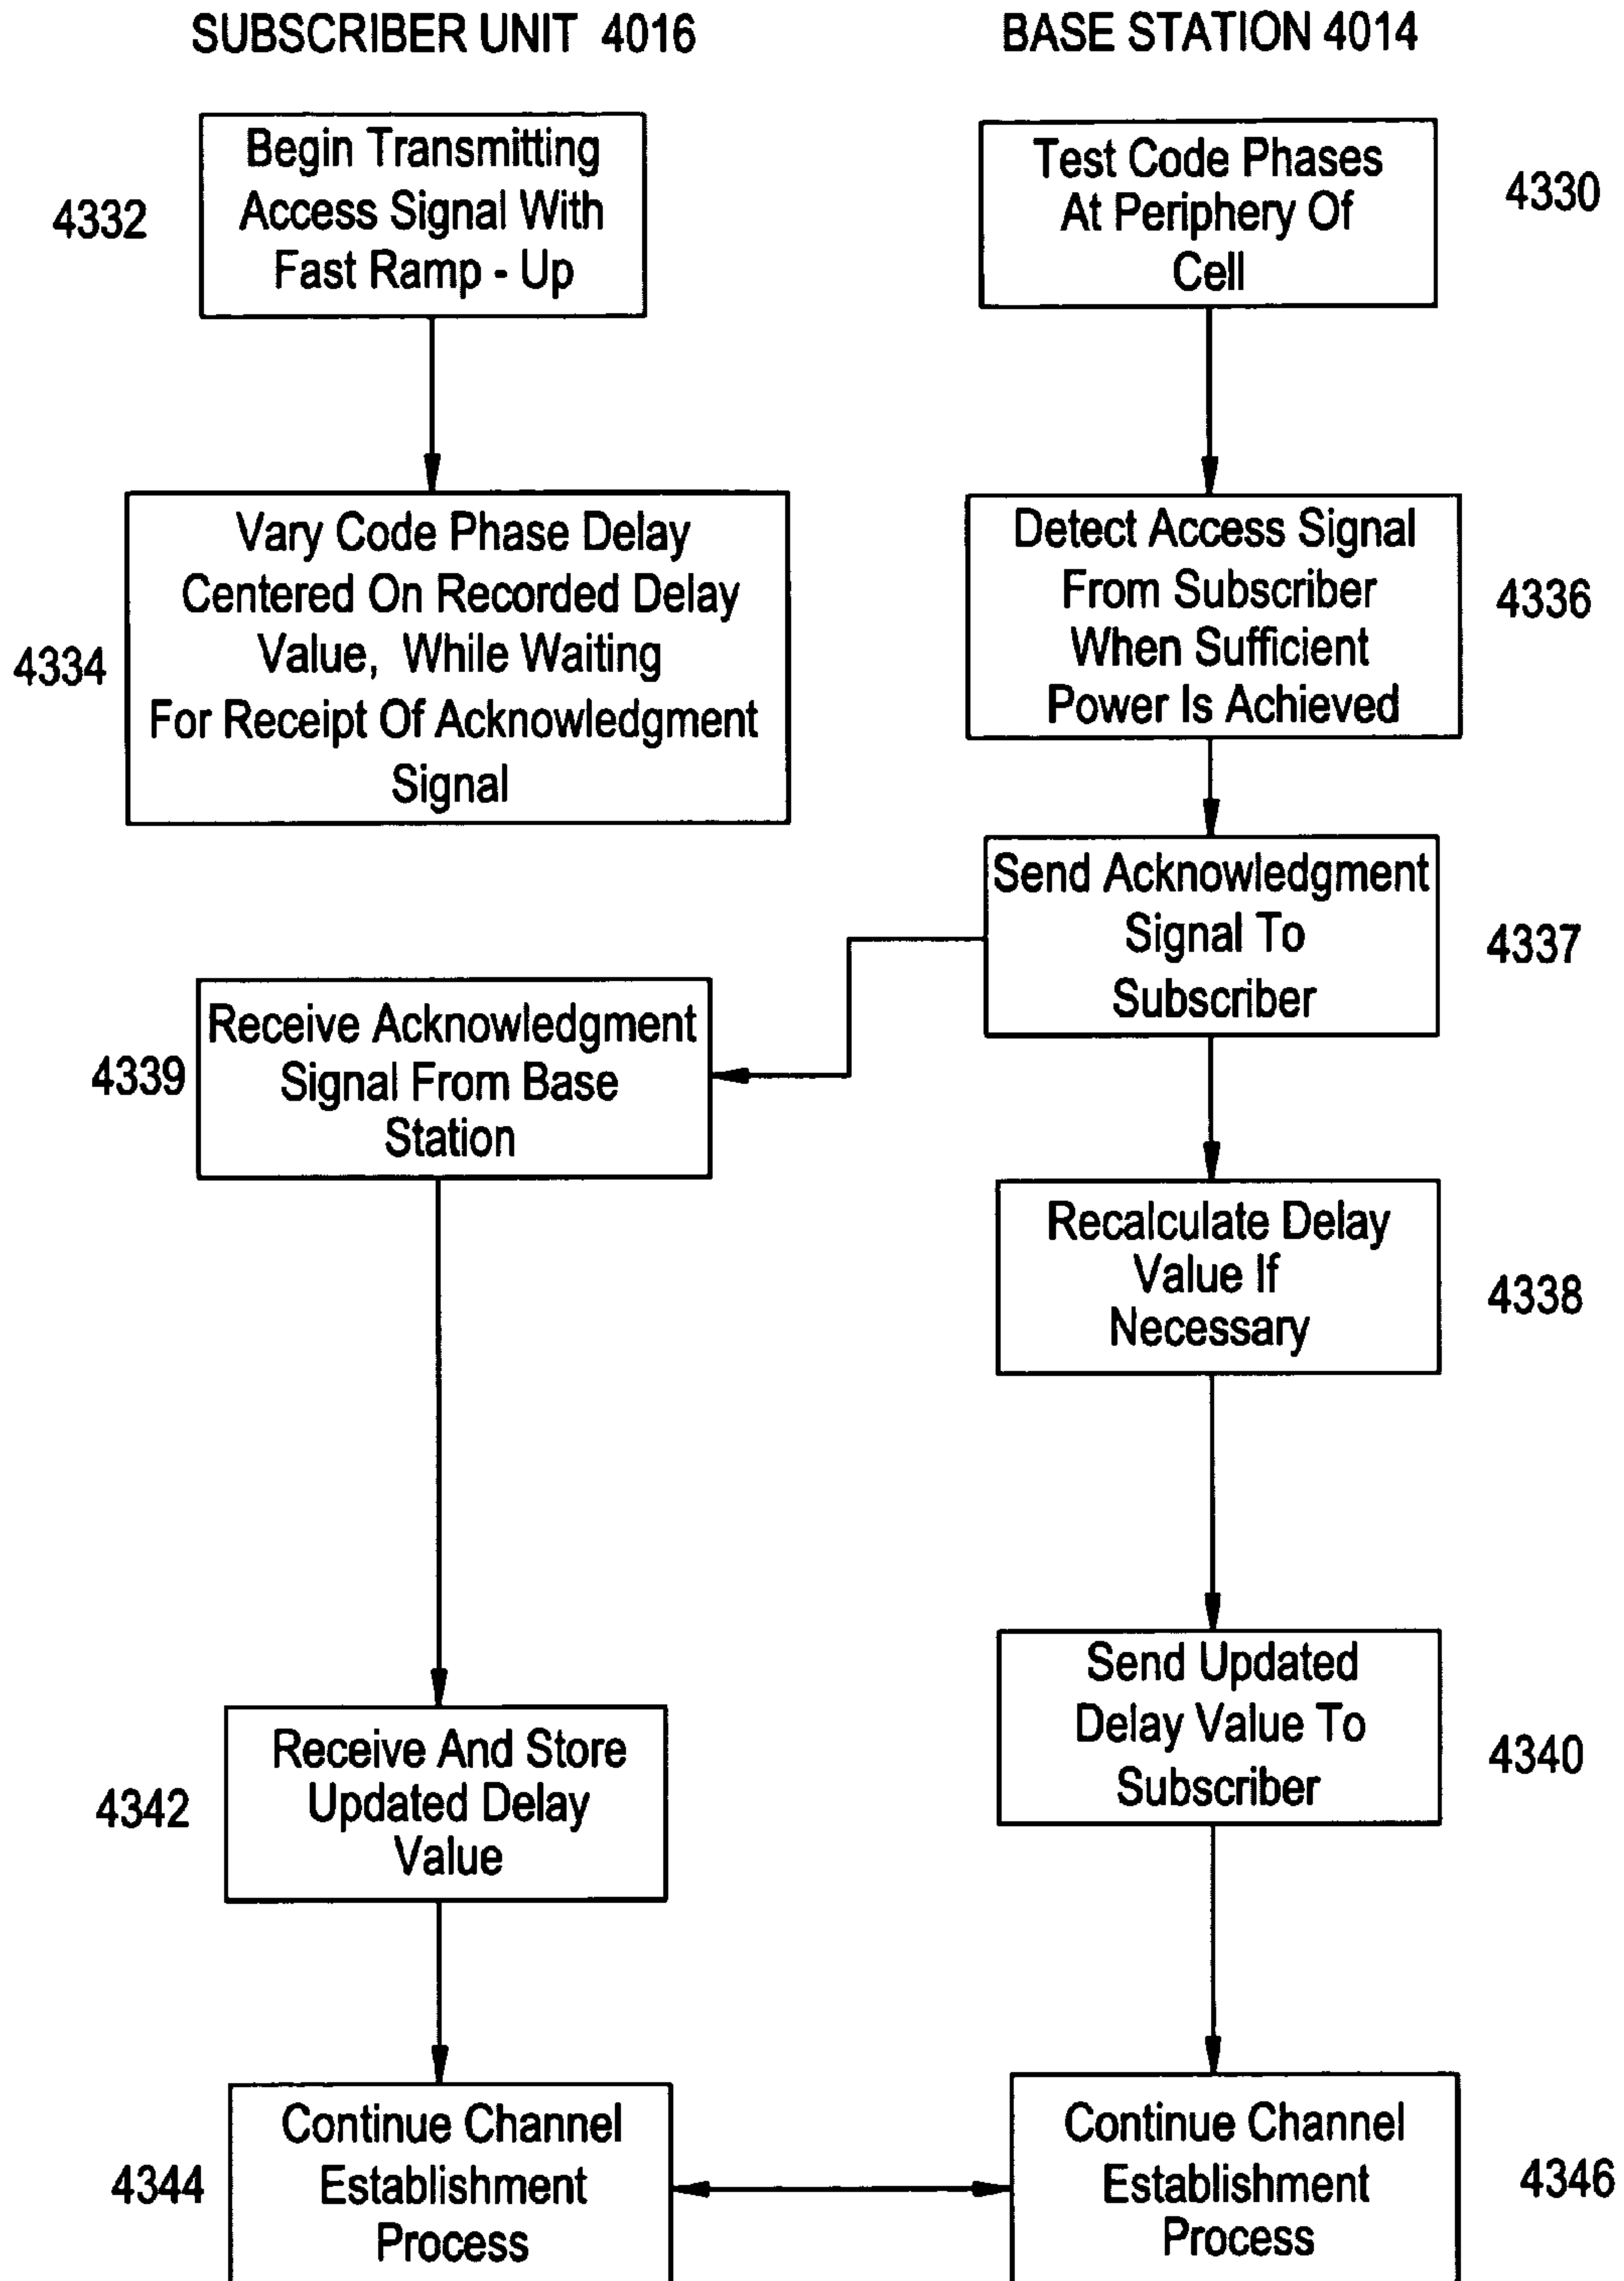 SUBSCRIBER UNIT 4016
BASE STATION 4014
Begin Transmitting
Access Signal With
Fast Ramp - Up
4332
Test Code Phases
At Periphery Of
Cell
4330
Vary Code Phase Delay
Centered On Recorded Delay
Value, While Waiting
For Receipt Of Acknowledgment
Signal
4334
Detect Access Signal
From Subscriber
When Sufficient
Power Is Achieved
4336
Send Acknowledgment
Signal To
Subscriber
4337
Receive Acknowledgment
Signal From Base
Station
4339
Recalculate Delay
Value If
Necessary
4338
Send Updated
Delay Value To
Subscriber
4340
Receive And Store
Updated Delay
Value
4342
Continue Channel
Establishment
Process
4344
Continue Channel
Establishment
Process
4346